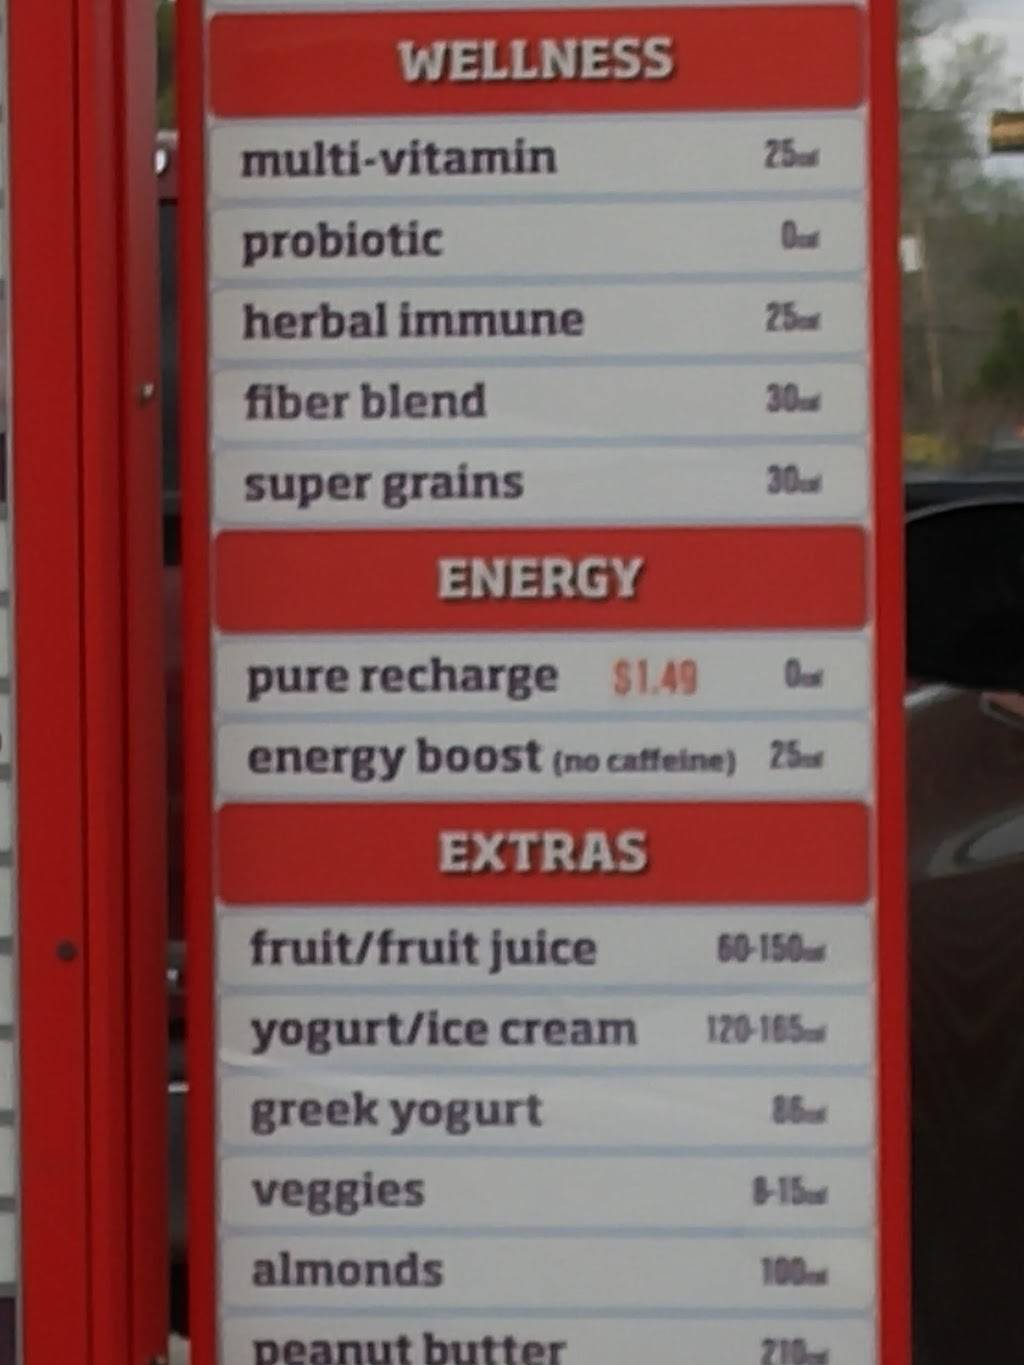 WELLNESS
multi-vitamin 25cal
probiotic 0cal
herbal immune 25cal
fiber blend 30cal
super grains 30cal
ENERGY
pure recharge $1.49 0cal
energy boost (no caffeine) 25cal
EXTRAS
fruit/fruit juice 60-150cal
yogurt/ice cream 120-165cal
greek yogurt 86cal
veggies 8-15cal
almonds 100cal
peanut butter 210cal